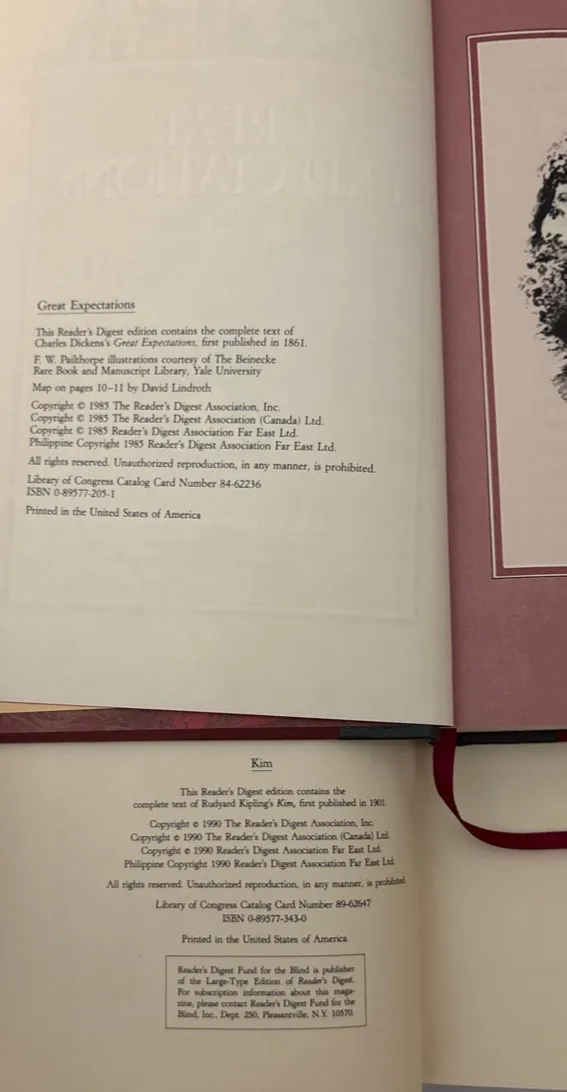 GREAT
EXPECTATIONS
Great Expectations
This Reader's Digest edition contains the complete text of
Charles Dickens's Great Expectations, first published in 1861.
F. W. Pailthorpe illustrations courtesy of The Beinecke
Rare Book and Manuscript Library, Yale University
Map on pages 10–11 by David Lindroth
Copyright © 1985 The Reader's Digest Association, Inc.
Copyright © 1985 The Reader's Digest Association (Canada) Ltd.
Copyright © 1985 Reader's Digest Association Far East Ltd.
Philippine Copyright 1985 Reader's Digest Association Far East Ltd.
All rights reserved. Unauthorized reproduction, in any manner, is prohibited.
Library of Congress Catalog Card Number 84-62236
ISBN 0-89577-205-1
Printed in the United States of America
Kim
This Reader's Digest edition contains the
complete text of Rudyard Kipling's Kim, first published in 1901.
Copyright © 1990 The Reader's Digest Association, Inc.
Copyright © 1990 The Reader's Digest Association (Canada) Ltd.
Copyright © 1990 Reader's Digest Association Far East Ltd.
Philippine Copyright 1990 Reader's Digest Association Far East Ltd.
All rights reserved. Unauthorized reproduction, in any manner, is prohibited.
Library of Congress Catalog Card Number 89-62647
ISBN 0-89577-343-0
Printed in the United States of America
Reader's Digest Fund for the Blind is publisher
of the Large-Type Edition of Reader's Digest.
For subscription information about this maga-
zine, please contact Reader's Digest Fund for the
Blind, Inc., Dept. 250, Pleasantville, N.Y. 10570.